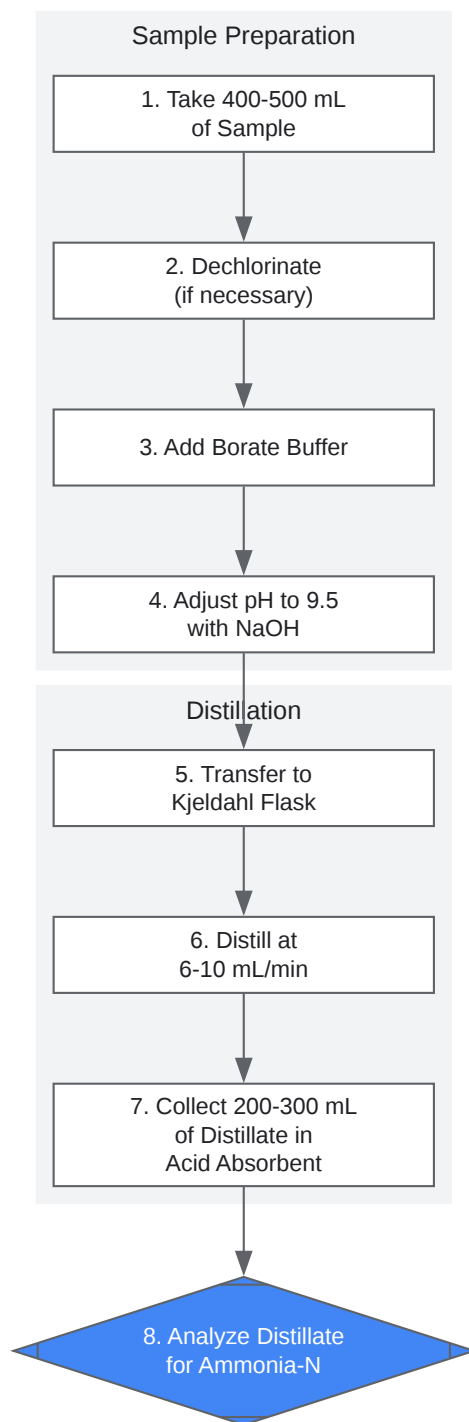 Sample Preparation
1. Take 400-500 mL
of Sample
2. Dechlorinate
(if necessary)
3. Add Borate Buffer
4. Adjust pH to 9.5
with NaOH
Distillation
5. Transfer to
Kjeldahl Flask
6. Distill at
6-10 mL/min
7. Collect 200-300 mL
of Distillate in
Acid Absorbent
8. Analyze Distillate
for Ammonia-N